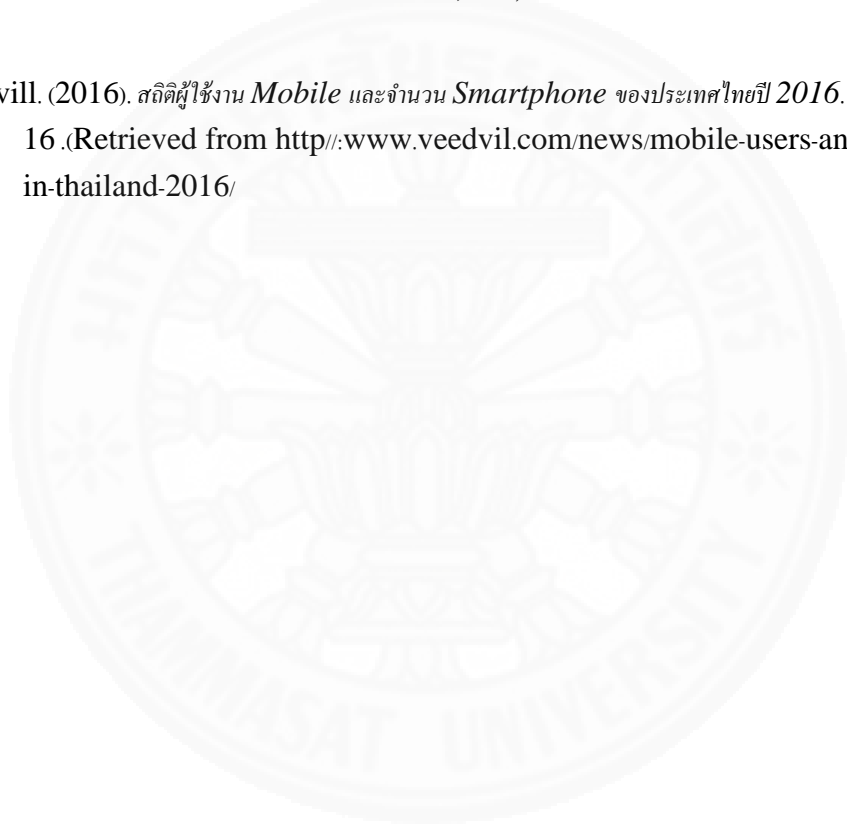 vill. (2016). สถิติผู้ใช้งาน Mobile และจำนวน Smartphone ของประเทศไทยปี 2016.
16 .(Retrieved from http//:www.veedvil.com/news/mobile-users-an
in-thailand-2016/
THAMMASAT UNIVERSITY